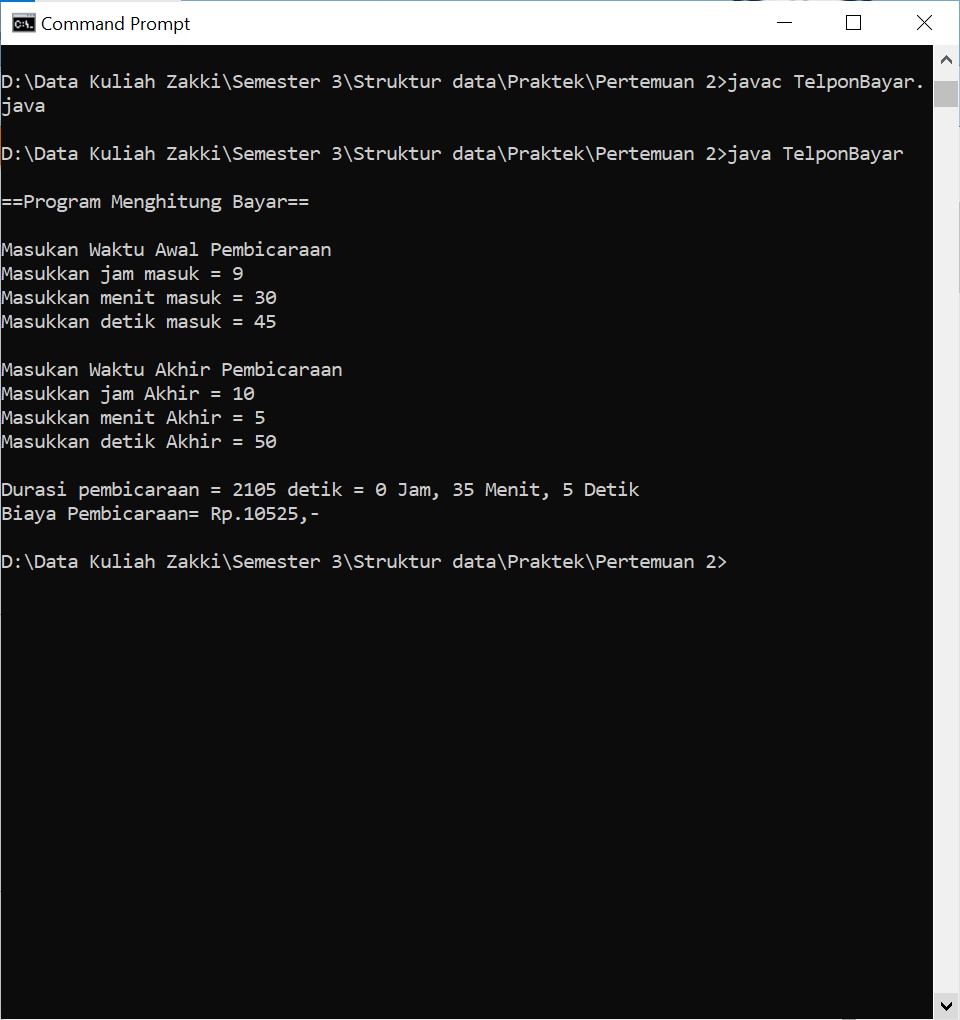 Command Prompt
D:\Data Kuliah Zakki\Semester 3\Struktur data\Praktek\Pertemuan 2>javac TelponBayar.
java
D:\Data Kuliah Zakki\Semester 3\Struktur data\Praktek\Pertemuan 2>java TelponBayar
==Program Menghitung Bayar==
Masukan Waktu Awal Pembicaraan
Masukkan jam masuk = 9
Masukkan menit masuk = 30
Masukkan detik masuk = 45
Masukan Waktu Akhir Pembicaraan
Masukkan jam Akhir = 10
Masukkan menit Akhir = 5
Masukkan detik Akhir = 50
Durasi pembicaraan = 2105 detik = 0 Jam, 35 Menit, 5 Detik
Biaya Pembicaraan= Rp.10525,-
D:\Data Kuliah Zakki\Semester 3\Struktur data\Praktek\Pertemuan 2>